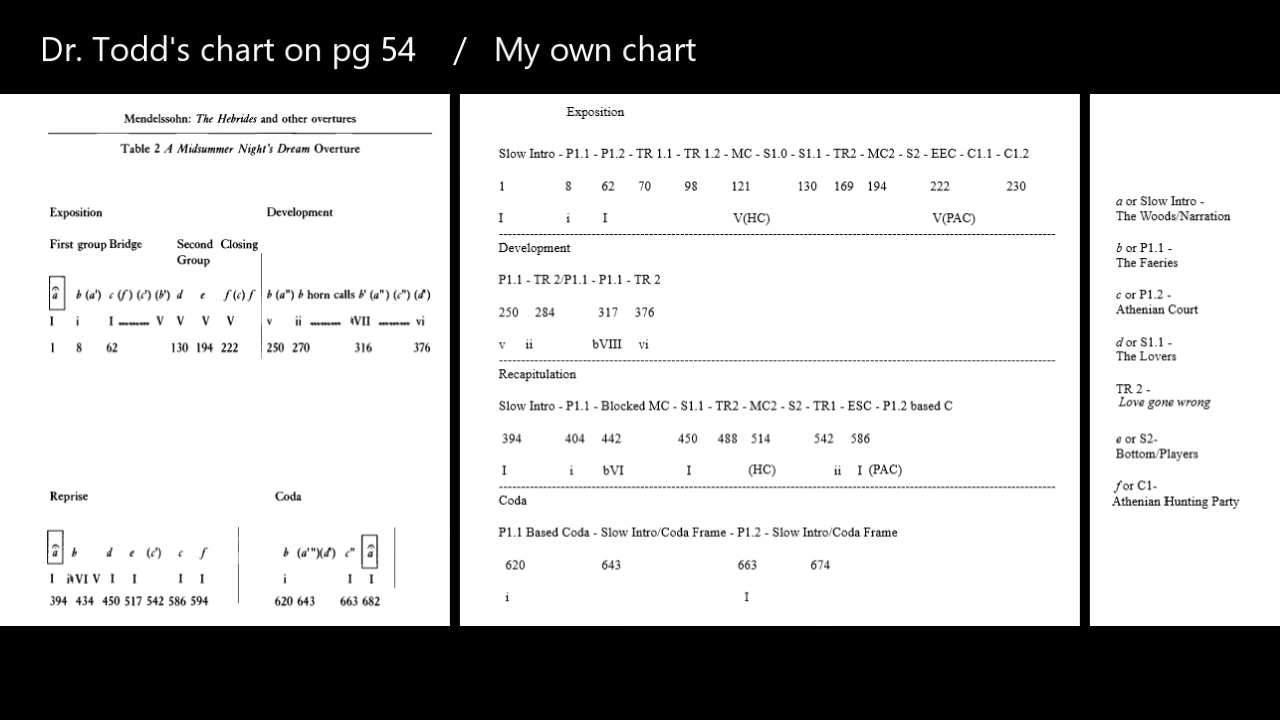 Dr. Todd's chart on pg 54 / My own chart
Mendelssohn: The Hebrides and other overtures
Table 2 A Midsummer Night's Dream Overture
Exposition Development
First group Bridge Second Closing
Group
a b (a') c (f) (c') (b') d e f (c) f b (a'') b horn calls b' (a'') (c'') (d')
I i I V V V V v ii ♮VII vi
1 8 62 130 194 222 250 270 316 376
Reprise Coda
a b d e (c') c f b (a''')(d') c'' a
I VI V I I I I i I I
394 434 450 517 542 586 594 620 643 663 682
Exposition
Slow Intro - P1.1 - P1.2 - TR 1.1 - TR 1.2 - MC - S1.0 - S1.1 - TR2 - MC2 - S2 - EEC - C1.1 - C1.2
1 8 62 70 98 121 130 169 194 222 230
I i I V(HC) V(PAC)
Development
P1.1 - TR 2/P1.1 - P1.1 - TR 2
250 284 317 376
v ii bVIII vi
Recapitulation
Slow Intro - P1.1 - Blocked MC - S1.1 - TR2 - MC2 - S2 - TR1 - ESC - P1.2 based C
394 404 442 450 488 514 542 586
I i bVI I (HC) ii I (PAC)
Coda
P1.1 Based Coda - Slow Intro/Coda Frame - P1.2 - Slow Intro/Coda Frame
620 643 663 674
i I
a or Slow Intro -
The Woods/Narration
b or P1.1 -
The Faeries
c or P1.2 -
Athenian Court
d or S1.1 -
The Lovers
TR 2 -
Love gone wrong
e or S2-
Bottom/Players
f or C1-
Athenian Hunting Party